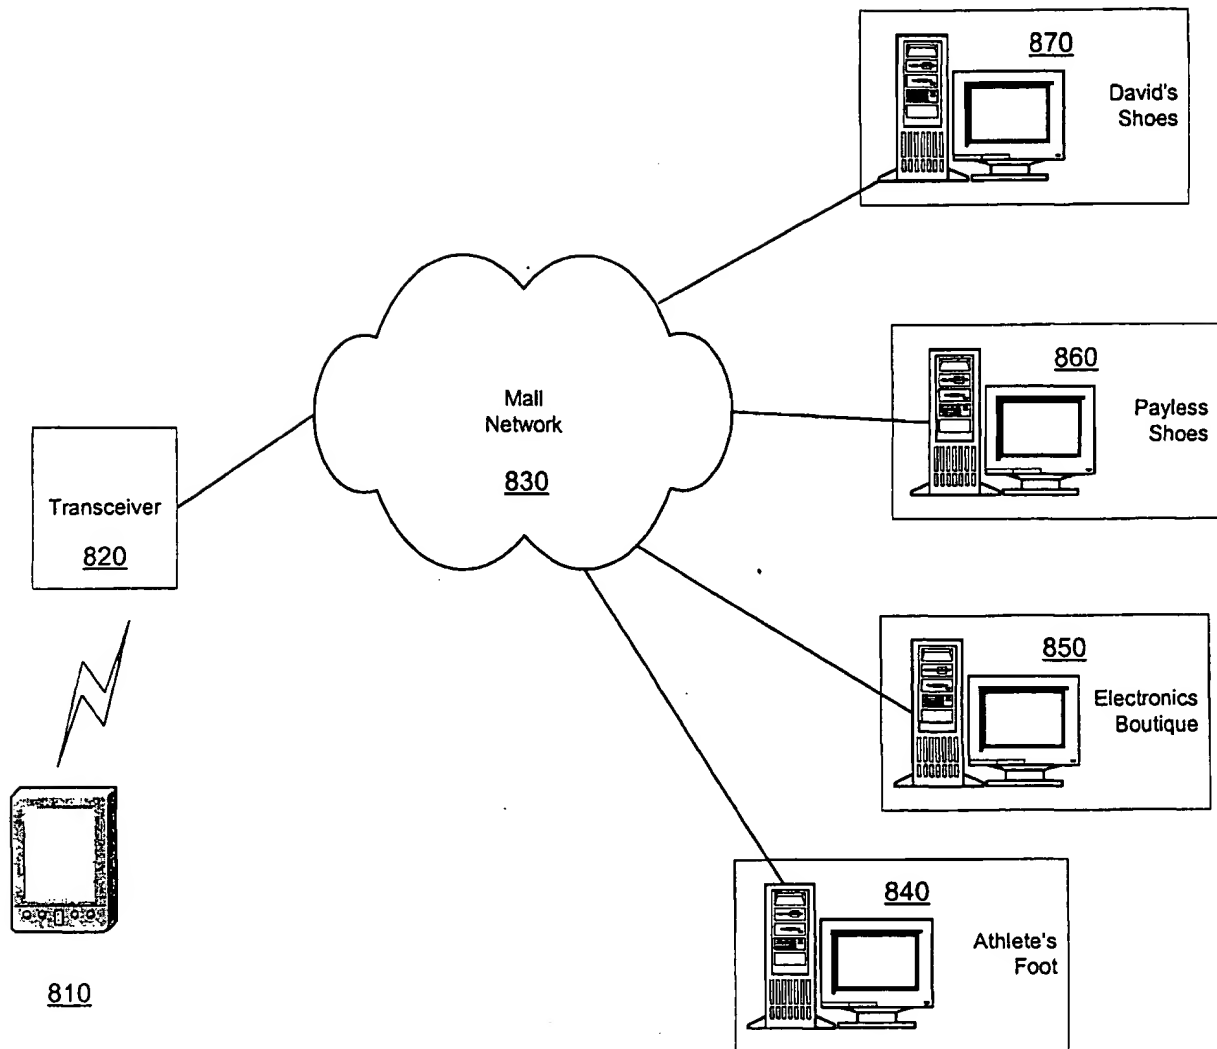 870
David's
Shoes
860
Payless
Shoes
Mall
Network
830
Transceiver
820
850
Electronics
Boutique
840
Athlete's
Foot
810